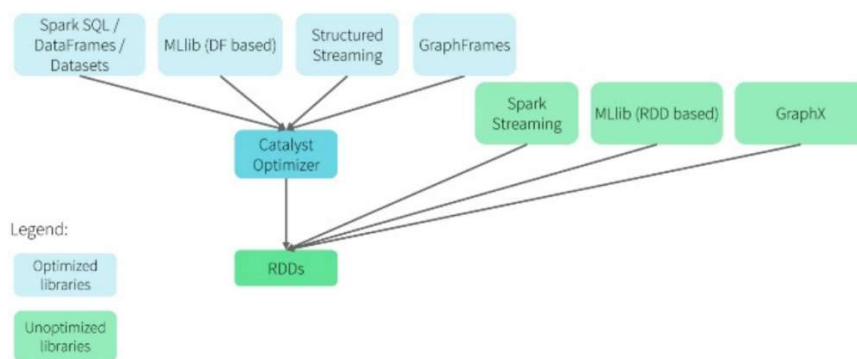 Spark SQL /
DataFrames /
Datasets
MLlib (DF based)
Structured
Streaming
GraphFrames
Spark
Streaming
MLlib (RDD based)
GraphX
Catalyst
Optimizer
Legend:
RDDs
Optimized
libraries
Unoptimized
libraries